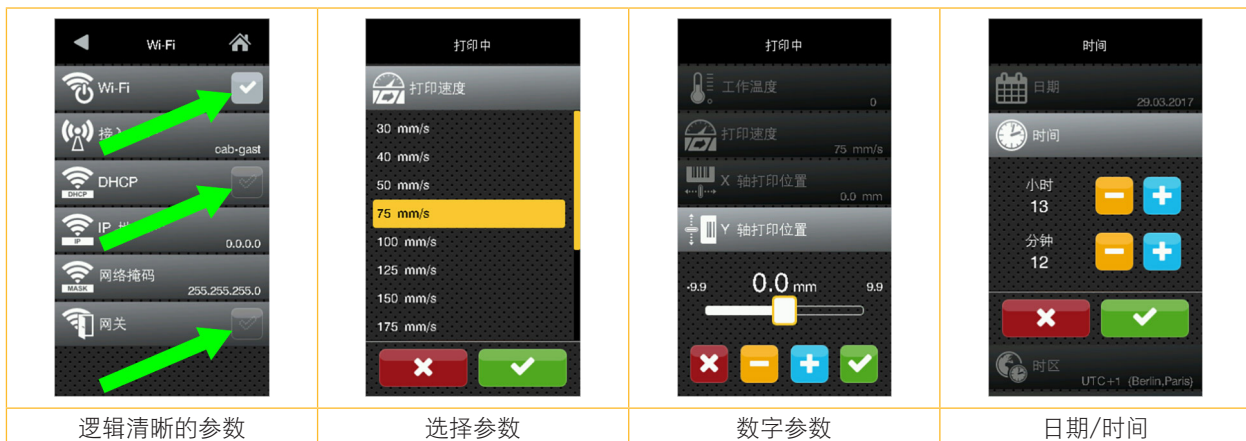 Wi-Fi
Wi-Fi
接入
cab-gast
DHCP
DHCP
IP
IP
0.0.0.0
网络掩码
MASK
255.255.255.0
网关
逻辑清晰的参数
打印中
打印速度
30 mm/s
40 mm/s
50 mm/s
75 mm/s
100 mm/s
125 mm/s
150 mm/s
175 mm/s
选择参数
打印中
工作温度
0
打印速度
75 mm/s
X 轴打印位置
0.0 mm
Y 轴打印位置
-9.9 0.0 mm 9.9
数字参数
时间
日期
29.03.2017
时间
小时
13
分钟
12
时区
UTC+1 (Berlin,Paris)
日期/时间